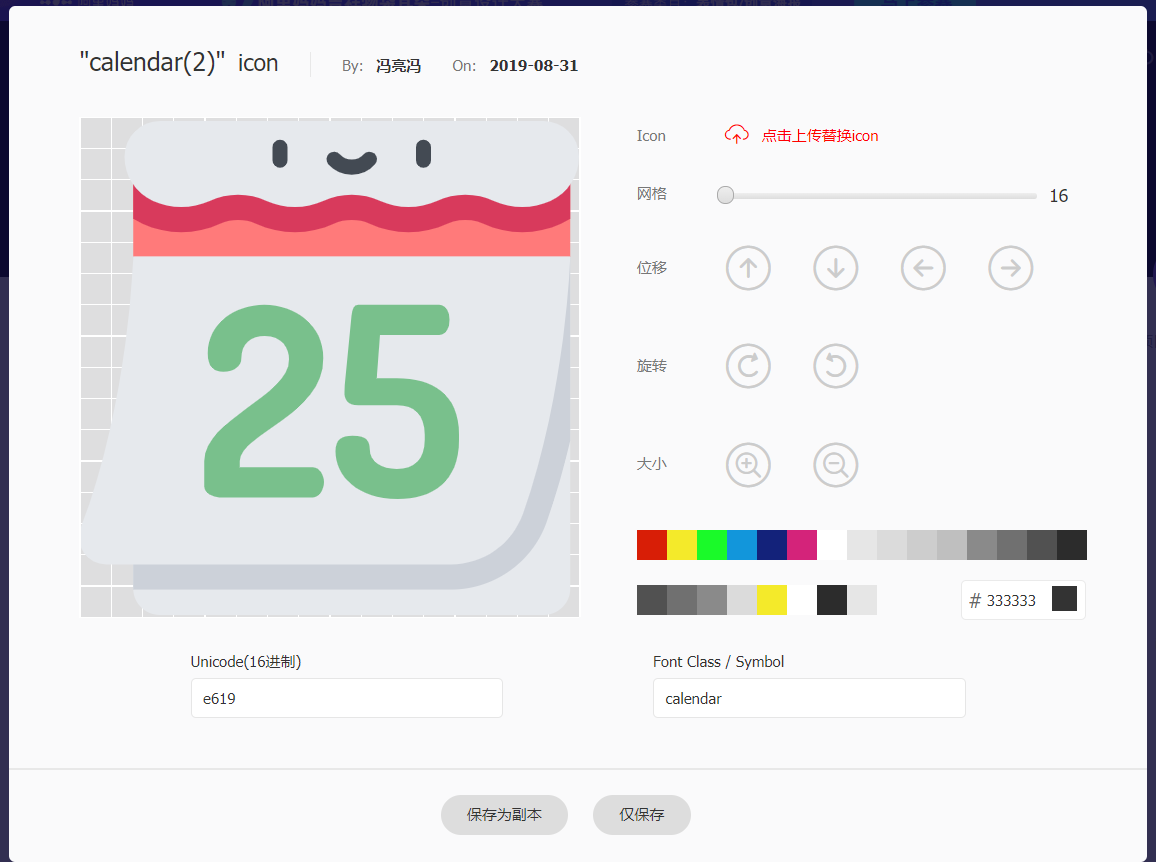 "calendar(2)" icon
By: 冯亮冯 On: 2019-08-31
Icon 点击上传替换icon
网格 16
位移
25
旋转
大小
# 333333
Unicode(16进制) Font Class / Symbol
e619 calendar
保存为副本 仅保存